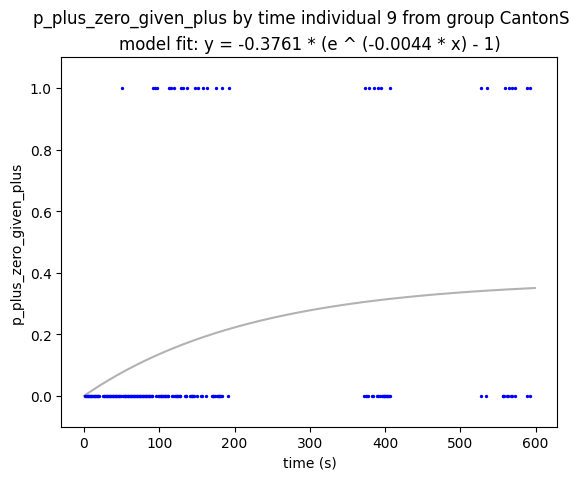 p_plus_zero_given_plus by time individual 9 from group CantonS
model fit: y = -0.3761 * (e ^ (-0.0044 * x) - 1)
1.0
0.8
0.6
0.4
0.2
0.0
p_plus_zero_given_plus
0 100 200 300 400 500 600
time (s)